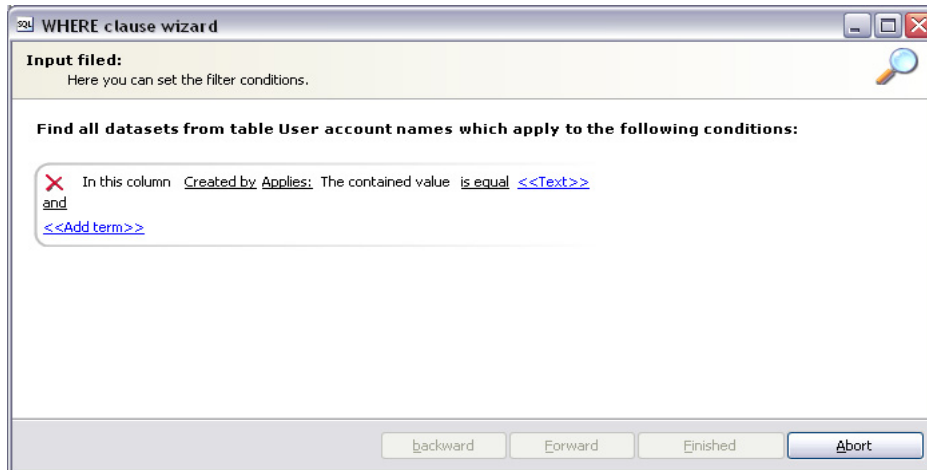 SQL WHERE clause wizard
Input filed:
Here you can set the filter conditions.
Find all datasets from table User account names which apply to the following conditions:
In this column Created by Applies: The contained value is equal <<Text>>
and
<<Add term>>
backward Forward Finished Abort